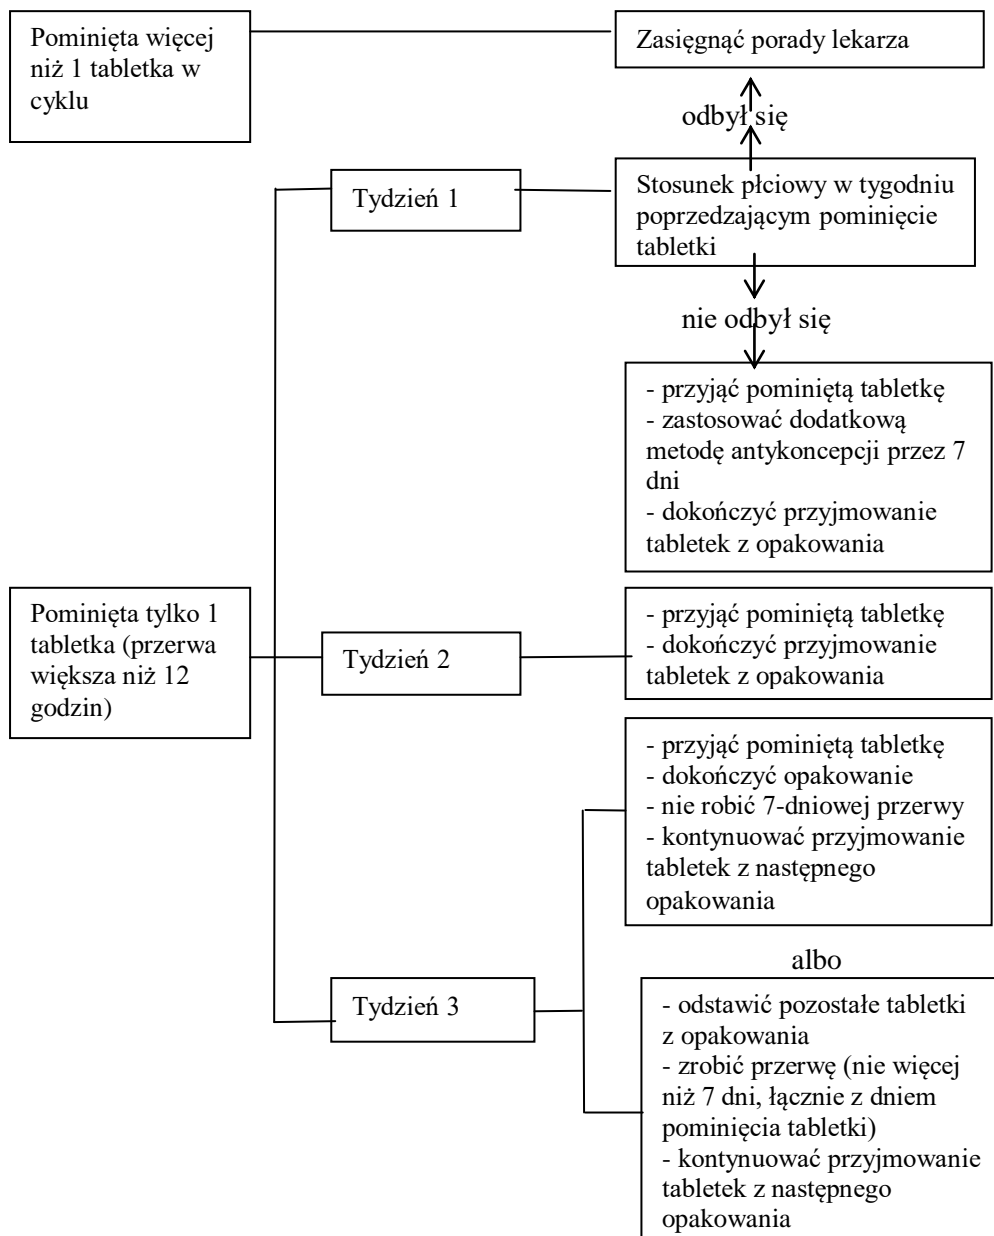 Pominięta więcej
niż 1 tabletka w
cyklu
Zasięgnąć porady lekarza
odbył się
Tydzień 1
Stosunek płciowy w tygodniu
poprzedzającym pominięcie
tabletki
nie odbył się
- przyjąć pominiętą tabletkę
- zastosować dodatkową
metodę antykoncepcji przez 7
dni
- dokończyć przyjmowanie
tabletek z opakowania
Pominięta tylko 1
tabletka (przerwa
większa niż 12
godzin)
Tydzień 2
- przyjąć pominiętą tabletkę
- dokończyć przyjmowanie
tabletek z opakowania
- przyjąć pominiętą tabletkę
- dokończyć opakowanie
- nie robić 7-dniowej przerwy
- kontynuować przyjmowanie
tabletek z następnego
opakowania
albo
Tydzień 3
- odstawić pozostałe tabletki
z opakowania
- zrobić przerwę (nie więcej
niż 7 dni, łącznie z dniem
pominięcia tabletki)
- kontynuować przyjmowanie
tabletek z następnego
opakowania